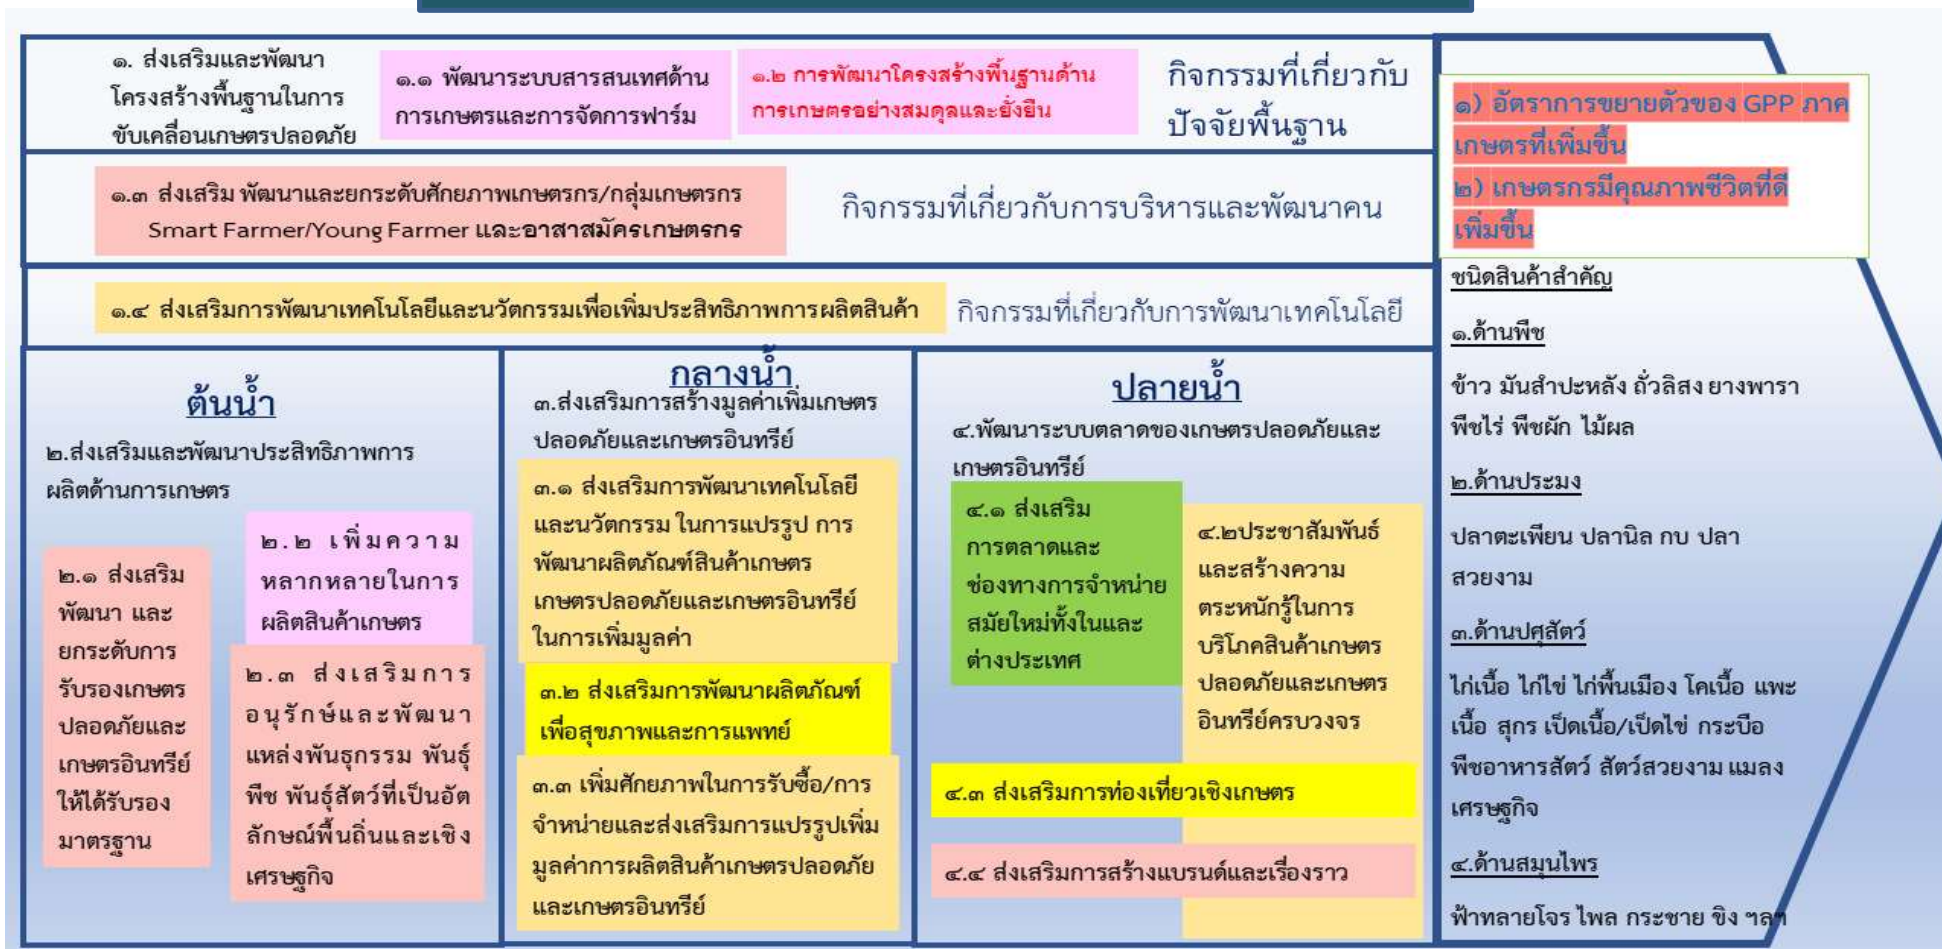 ๑. ส่งเสริมและพัฒนา
โครงสร้างพื้นฐานในการ
ขับเคลื่อนเกษตรปลอดภัย
๑.๑ พัฒนาระบบสารสนเทศด้าน
การเกษตรและการจัดการฟาร์ม
๑.๒ การพัฒนาโครงสร้างพื้นฐานด้าน
การเกษตรอย่างสมดุลและยั่งยืน
กิจกรรมที่เกี่ยวกับ
ปัจจัยพื้นฐาน
๑.๓ ส่งเสริม พัฒนาและยกระดับศักยภาพเกษตรกร/กลุ่มเกษตรกร
Smart Farmer/Young Farmer และอาสาสมัครเกษตรกร
กิจกรรมที่เกี่ยวกับการบริหารและพัฒนาคน
๑.๔ ส่งเสริมการพัฒนาเทคโนโลยีและนวัตกรรมเพื่อเพิ่มประสิทธิภาพการผลิตสินค้า
กิจกรรมที่เกี่ยวกับการพัฒนาเทคโนโลยี
ต้นน้ำ
๒.ส่งเสริมและพัฒนาประสิทธิภาพการ
ผลิตด้านการเกษตร
๒.๑ ส่งเสริม
พัฒนา และ
ยกระดับการ
รับรองเกษตร
ปลอดภัยและ
เกษตรอินทรีย์
ให้ได้รับรอง
มาตรฐาน
๒.๒ เพิ่มความ
หลากหลายในการ
ผลิตสินค้าเกษตร
๒.๓ ส่งเสริมการ
อนุรักษ์และพัฒนา
แหล่งพันธุกรรม พันธุ์
พืช พันธุ์สัตว์ที่เป็นอัต
ลักษณ์พื้นถิ่นและเชิง
เศรษฐกิจ
กลางน้ำ
๓.ส่งเสริมการสร้างมูลค่าเพิ่มเกษตร
ปลอดภัยและเกษตรอินทรีย์
๓.๑ ส่งเสริมการพัฒนาเทคโนโลยี
และนวัตกรรม ในการแปรรูป การ
พัฒนาผลิตภัณฑ์สินค้าเกษตร
เกษตรปลอดภัยและเกษตรอินทรีย์
ในการเพิ่มมูลค่า
๓.๒ ส่งเสริมการพัฒนาผลิตภัณฑ์
เพื่อสุขภาพและการแพทย์
๓.๓ เพิ่มศักยภาพในการรับซื้อ/การ
จำหน่ายและส่งเสริมการแปรรูปเพิ่ม
มูลค่าการผลิตสินค้าเกษตรปลอดภัย
และเกษตรอินทรีย์
ปลายน้ำ
๔.พัฒนาระบบตลาดของเกษตรปลอดภัยและ
เกษตรอินทรีย์
๔.๑ ส่งเสริม
การตลาดและ
ช่องทางการจำหน่าย
สมัยใหม่ทั้งในและ
ต่างประเทศ
๔.๒ประชาสัมพันธ์
และสร้างความ
ตระหนักรู้ในการ
บริโภคสินค้าเกษตร
ปลอดภัยและเกษตร
อินทรีย์ครบวงจร
๔.๓ ส่งเสริมการท่องเที่ยวเชิงเกษตร
๔.๔ ส่งเสริมการสร้างแบรนด์และเรื่องราว
๑) อัตราการขยายตัวของ GPP ภาค
เกษตรที่เพิ่มขึ้น
๒) เกษตรกรมีคุณภาพชีวิตที่ดี
เพิ่มขึ้น
ชนิดสินค้าสำคัญ
๑.ด้านพืช
ข้าว มันสำปะหลัง ถั่วลิสง ยางพารา
พืชไร่ พืชผัก ไม้ผล
๒.ด้านประมง
ปลาตะเพียน ปลานิล กบ ปลา
สวยงาม
๓.ด้านปศุสัตว์
ไก่เนื้อ ไก่ไข่ ไก่พื้นเมือง โคเนื้อ แพะ
เนื้อ สุกร เป็ดเนื้อ/เป็ดไข่ กระบือ
พืชอาหารสัตว์ สัตว์สวยงาม แมลง
เศรษฐกิจ
๔.ด้านสมุนไพร
ฟ้าทลายโจร ไพล กระชาย ขิง ฯลฯ